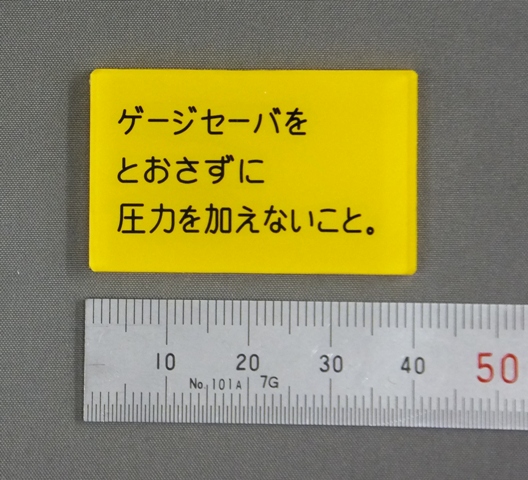 ゲージセーバを
とおさずに
圧力を加えないこと。
10 20 30 40 50
No. 101A 7G